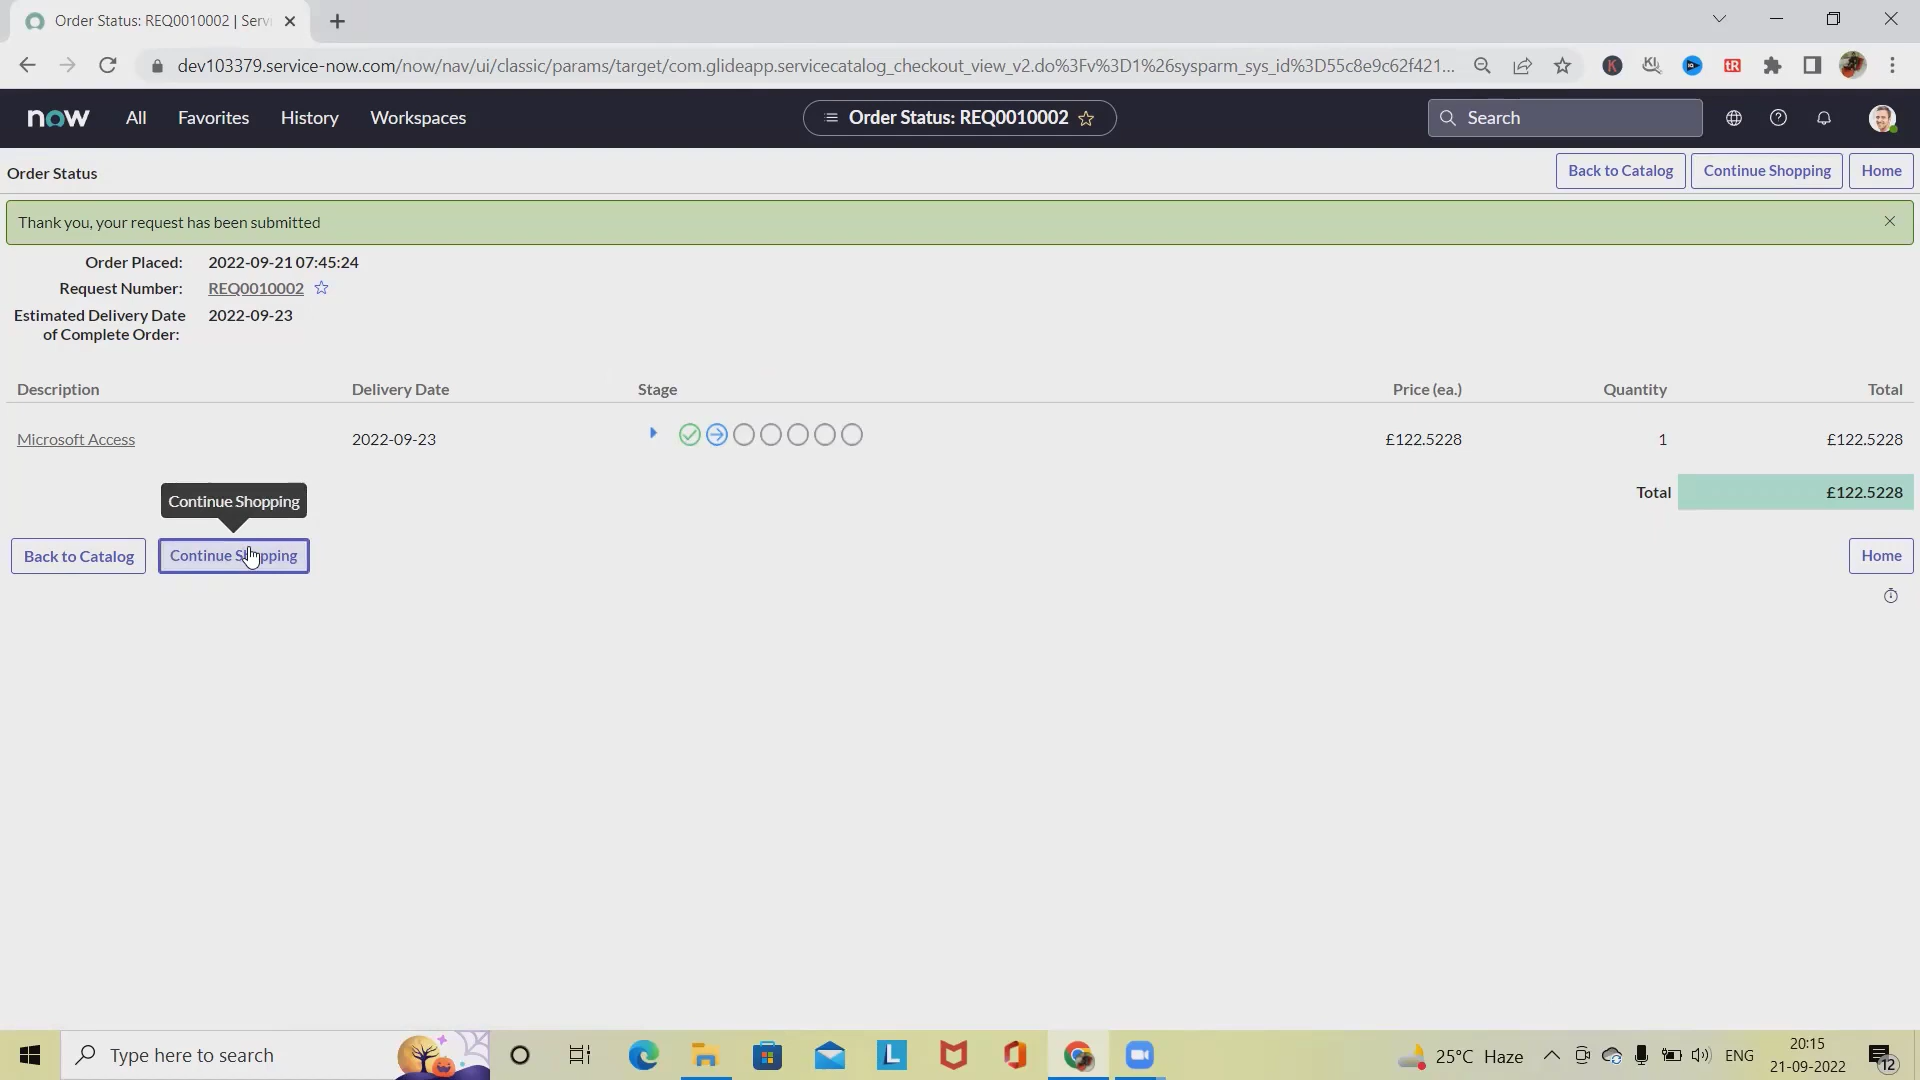 Order Status: REQ0010002 | Serv
dev103379.service-now.com/now/nav/ui/classic/params/target/com.glideapp.servicecatalog_checkout_view_v2.do%3Fv%3D1%26sysparm_sys_id%3D55c8e9c62f421...
now All Favorites History Workspaces
Order Status: REQ0010002
Search
Order Status
Back to Catalog Continue Shopping Home
Thank you, your request has been submitted
Order Placed: 2022-09-21 07:45:24
Request Number: REQ0010002
Estimated Delivery Date 2022-09-23
of Complete Order:
Description Delivery Date Stage Price (ea.) Quantity Total
Microsoft Access 2022-09-23 £122.5228 1 £122.5228
Total £122.5228
Continue Shopping
Back to Catalog Continue Shopping Home
Type here to search
25°C Haze ENG
20:15
21-09-2022
12